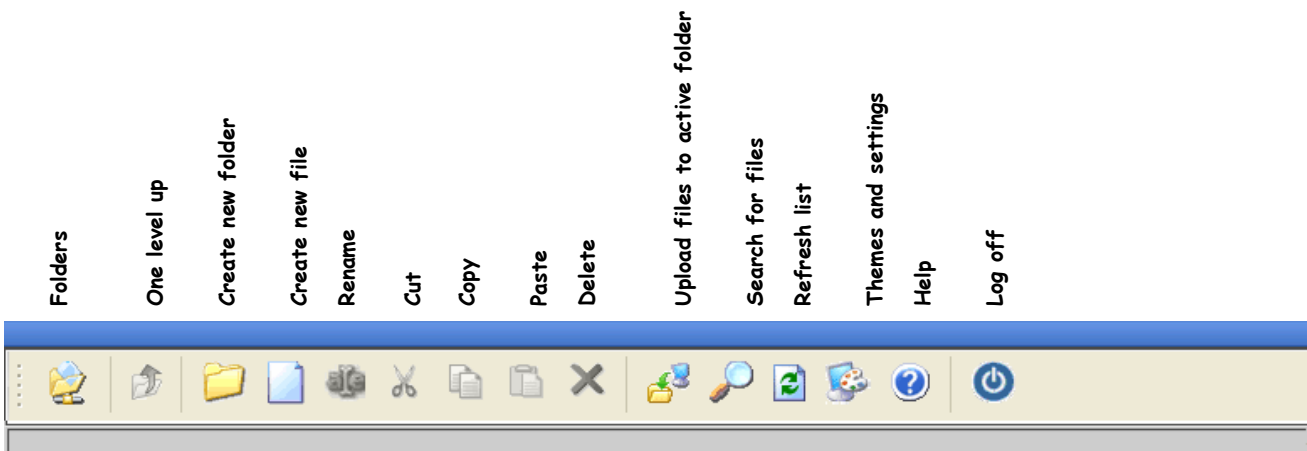 Folders
One level up
Create new folder
Create new file
Rename
Cut
Copy
Paste
Delete
Upload files to active folder
Search for files
Refresh list
Themes and settings
Help
Log off